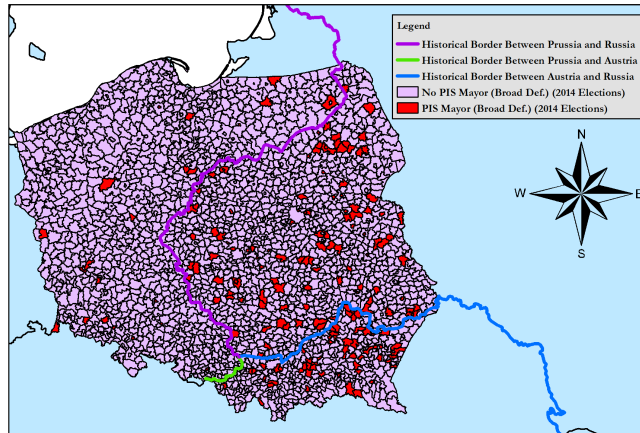 Legend
Historical Border Between Prussia and Russia
Historical Border Between Prussia and Austria
Historical Border Between Austria and Russia
No PIS Mayor (Broad Def.) (2014 Elections)
PIS Mayor (Broad Def.) (2014 Elections)
N
W
E
S